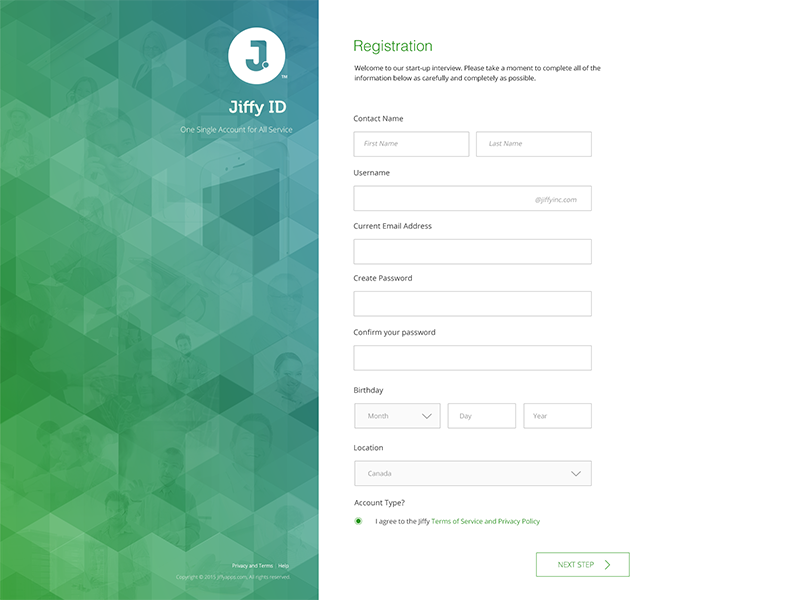 J.
TM
Jiffy ID
One Single Account for All Service
Privacy and Terms | Help
Copyright © 2013 Jiffyapps.com, All rights reserved.
Registration
Welcome to our start-up interview. Please take a moment to complete all of the
information below as carefully and completely as possible.
Contact Name
First Name Last Name
Username
@jiffyinc.com
Current Email Address
Create Password
Confirm your password
Birthday
Month Day Year
Location
Canada
Account Type?
I agree to the Jiffy Terms of Service and Privacy Policy
NEXT STEP